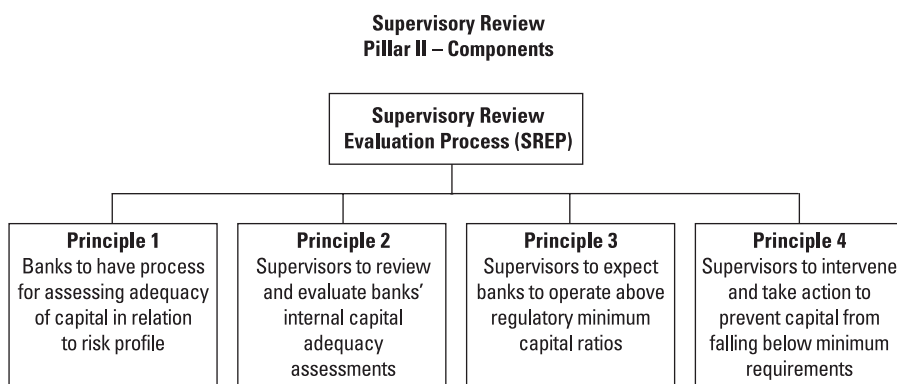 Supervisory Review
Pillar II – Components
Supervisory Review
Evaluation Process (SREP)
Principle 1
Banks to have process
for assessing adequacy
of capital in relation
to risk profile
Principle 2
Supervisors to review
and evaluate banks’
internal capital
adequacy
assessments
Principle 3
Supervisors to expect
banks to operate above
regulatory minimum
capital ratios
Principle 4
Supervisors to intervene
and take action to
prevent capital from
falling below minimum
requirements